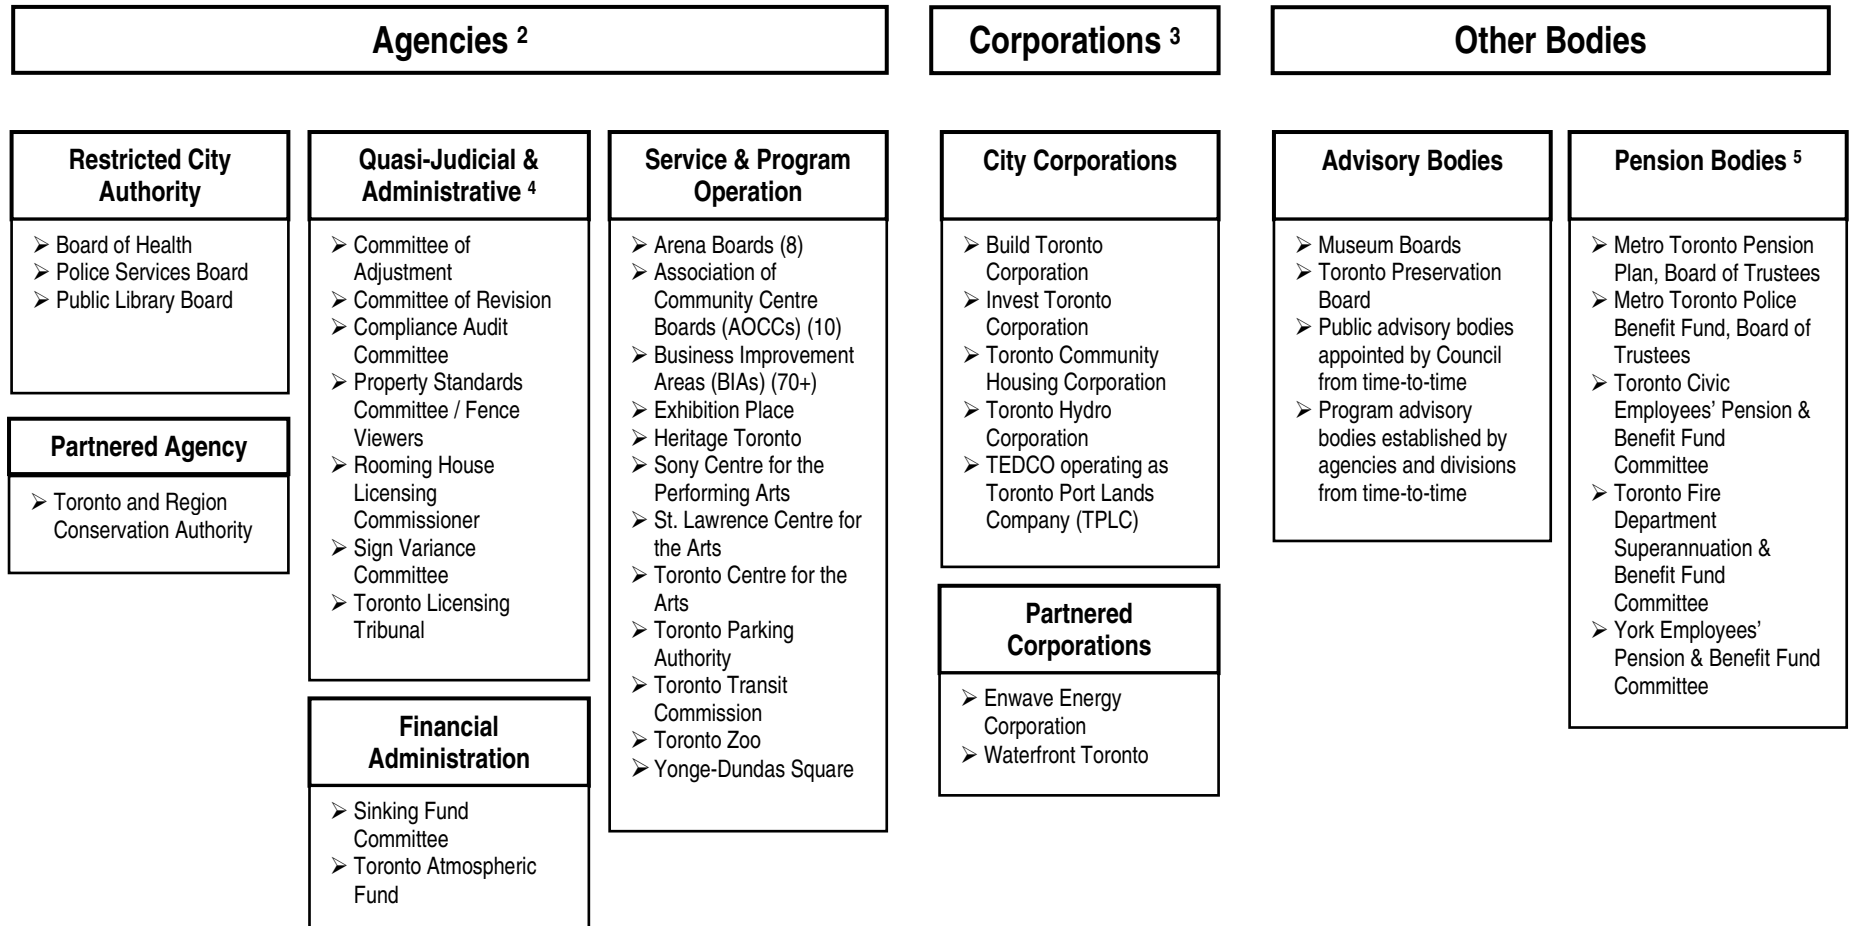 Agencies 2
Corporations 3
Other Bodies
Restricted City
Authority
➢ Board of Health
➢ Police Services Board
➢ Public Library Board
Partnered Agency
➢ Toronto and Region
Conservation Authority
Quasi-Judicial &
Administrative 4
➢ Committee of
Adjustment
➢ Committee of Revision
➢ Compliance Audit
Committee
➢ Property Standards
Committee / Fence
Viewers
➢ Rooming House
Licensing
Commissioner
➢ Sign Variance
Committee
➢ Toronto Licensing
Tribunal
Financial
Administration
➢ Sinking Fund
Committee
➢ Toronto Atmospheric
Fund
Service & Program
Operation
➢ Arena Boards (8)
➢ Association of
Community Centre
Boards (AOCCs) (10)
➢ Business Improvement
Areas (BIAs) (70+)
➢ Exhibition Place
➢ Heritage Toronto
➢ Sony Centre for the
Performing Arts
➢ St. Lawrence Centre for
the Arts
➢ Toronto Centre for the
Arts
➢ Toronto Parking
Authority
➢ Toronto Transit
Commission
➢ Toronto Zoo
➢ Yonge-Dundas Square
City Corporations
➢ Build Toronto
Corporation
➢ Invest Toronto
Corporation
➢ Toronto Community
Housing Corporation
➢ Toronto Hydro
Corporation
➢ TEDCO operating as
Toronto Port Lands
Company (TPLC)
Partnered
Corporations
➢ Enwave Energy
Corporation
➢ Waterfront Toronto
Advisory Bodies
➢ Museum Boards
➢ Toronto Preservation
Board
➢ Public advisory bodies
appointed by Council
from time-to-time
➢ Program advisory
bodies established by
agencies and divisions
from time-to-time
Pension Bodies 5
➢ Metro Toronto Pension
Plan, Board of Trustees
➢ Metro Toronto Police
Benefit Fund, Board of
Trustees
➢ Toronto Civic
Employees' Pension &
Benefit Fund
Committee
➢ Toronto Fire
Department
Superannuation &
Benefit Fund
Committee
➢ York Employees'
Pension & Benefit Fund
Committee